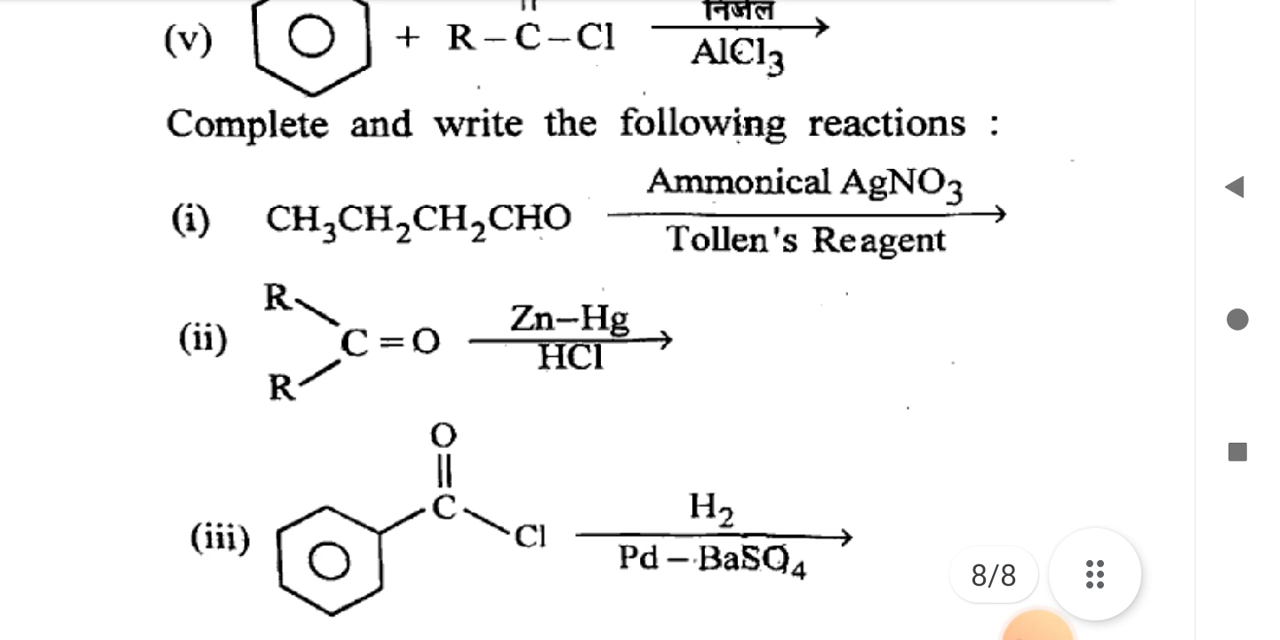 निर्जल
(v) + R–C–Cl
AlCl₃
Complete and write the following reactions :
Ammonical AgNO₃
(i) CH₃CH₂CH₂CHO
Tollen's Reagent
R
Zn–Hg
(ii) C=O
HCl
R
O
C
H₂
(iii) Cl
Pd – BaSO₄
8/8